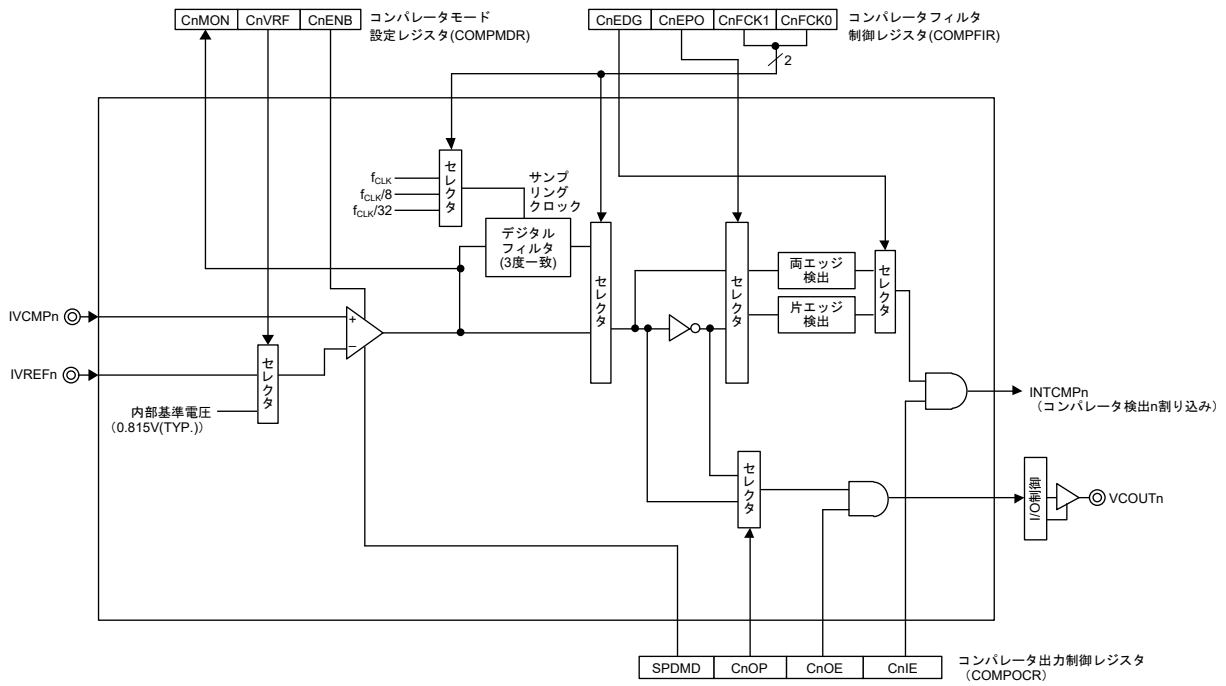 CnMON CnVRF CnENB
コンパレータモード
設定レジスタ(COMPMDR)
CnEDG CnEPO CnFCK1 CnFCK0
コンパレータフィルタ
制御レジスタ(COMPFIR)
2
セレクタ
fCLK
fCLK/8
fCLK/32
サンプ
リング
クロック
デジタル
フィルタ
(3度一致)
セレクタ
セレクタ
両エッジ
検出
片エッジ
検出
セレクタ
IVCMPn
+
−
IVREFn
セレクタ
内部基準電圧
(0.815V(TYP.))
INTCMPn
(コンパレータ検出n割り込み)
セレクタ
I/O制御
VCOUTn
SPDMD CnOP CnOE CnIE
コンパレータ出力制御レジスタ
(COMPOCR)